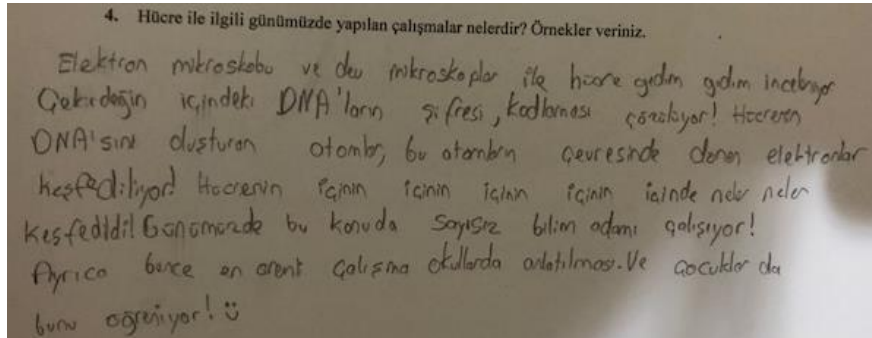 4. Hücre ile ilgili günümüzde yapılan çalışmalar nelerdir? Örnekler veriniz.
Elektron mikroskobu ve dev mikroskoplar ile hücre gıdım gıdım inceleniyor
Çekirdeğin içindeki DNA'ların şifresi, kodlaması çözülüyor! Hücrenin
DNA'sını oluşturan atomlar, bu atomların çevresinde dönen elektronlar
keşfediliyor! Hücrenin içinin içinin içinin içinin içinde neler neler
keşfedildi! Günümüzde bu konuda sayısız bilim adamı çalışıyor!
Ayrıca bence en çalışma okullarda anlatılması. Ve çocuklar da
bunu öğreniyor! :)